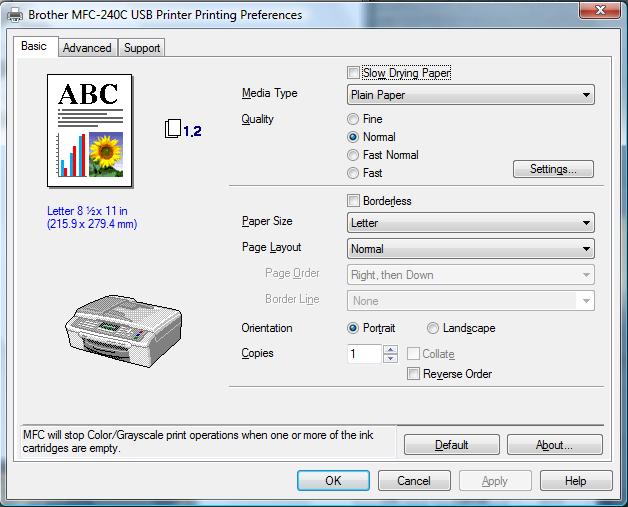 Brother MFC-240C USB Printer Printing Preferences
Basic
Advanced
Support
Slow Drying Paper
Media Type
Plain Paper
Quality
Fine
Normal
Fast Normal
Fast
Settings...
ABC
1.2
Letter 8 ½x 11 in
(215.9 x 279.4 mm)
Borderless
Paper Size
Letter
Page Layout
Normal
Page Order
Right, then Down
Border Line
None
Orientation
Portrait
Landscape
Copies
1
Collate
Reverse Order
MFC will stop Color/Grayscale print operations when one or more of the ink
cartridges are empty.
Default
About...
OK
Cancel
Apply
Help